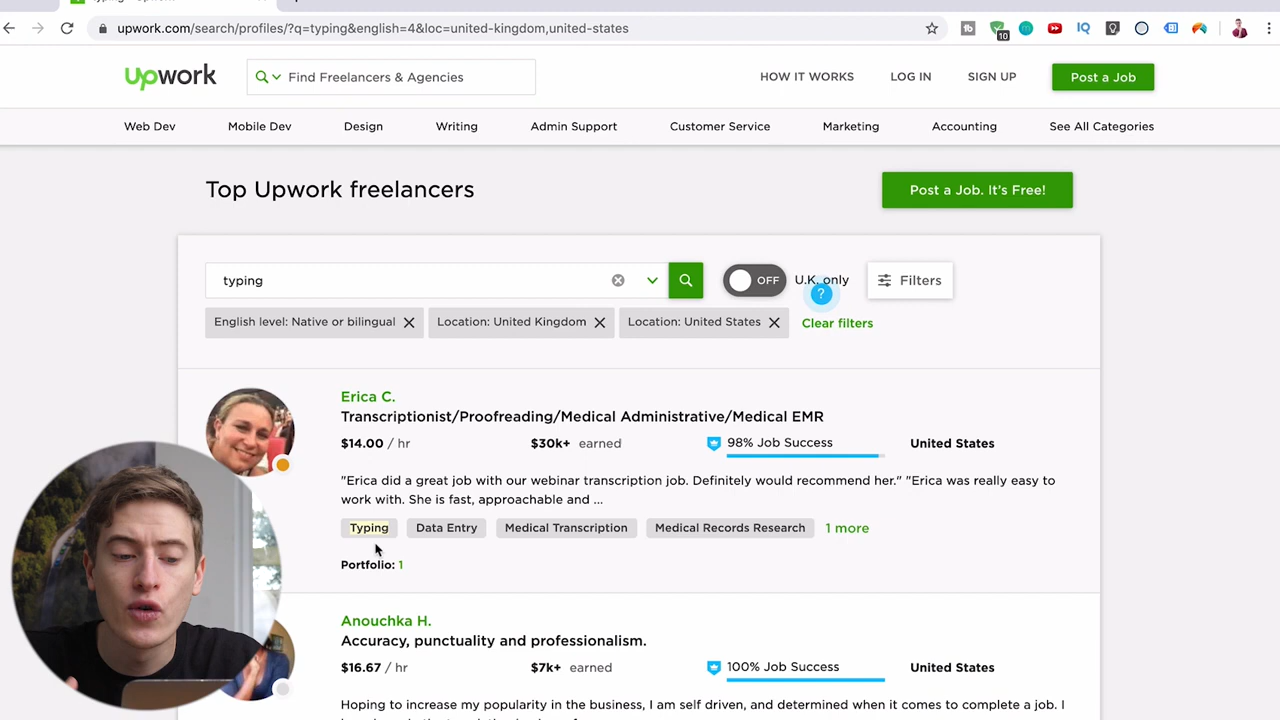 upwork.com/search/profiles/?q=typing&english=4&loc=united-kingdom,united-states
10
IQ
upwork
Find Freelancers & Agencies
HOW IT WORKS
LOG IN
SIGN UP
Post a Job
Web Dev
Mobile Dev
Design
Writing
Admin Support
Customer Service
Marketing
Accounting
See All Categories
Top Upwork freelancers
Post a Job. It's Free!
typing
OFF
U.K. only
?
Filters
English level: Native or bilingual
Location: United Kingdom
Location: United States
Clear filters
Erica C.
Transcriptionist/Proofreading/Medical Administrative/Medical EMR
$14.00 / hr
$30k+ earned
98% Job Success
United States
"Erica did a great job with our webinar transcription job. Definitely would recommend her." "Erica was really easy to
work with. She is fast, approachable and ...
Typing
Data Entry
Medical Transcription
Medical Records Research
1 more
Portfolio: 1
Anouchka H.
Accuracy, punctuality and professionalism.
$16.67 / hr
$7k+ earned
100% Job Success
United States
Hoping to increase my popularity in the business, I am self driven, and determined when it comes to complete a job. I